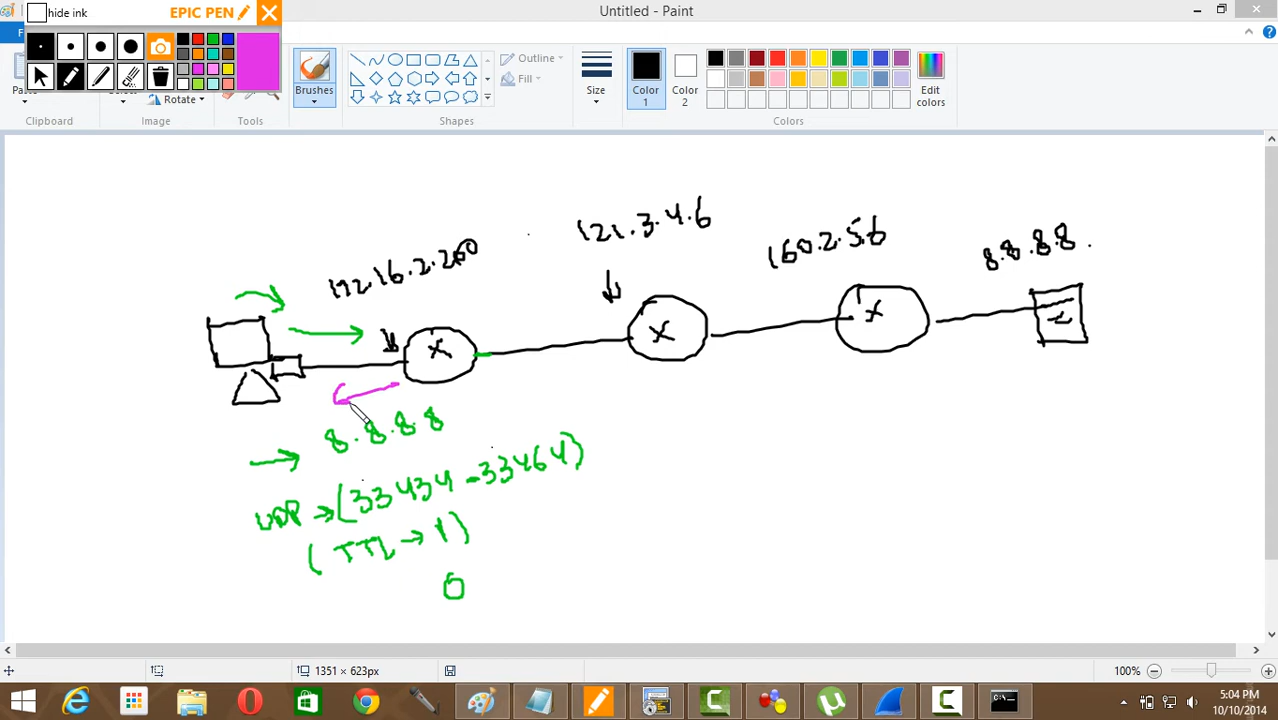 hide ink
EPIC PEN
Untitled - Paint
Rotate
Brushes
Outline
Fill
Size
Color 1
Color 2
Edit colors
Clipboard
Image
Tools
Shapes
Colors
121.3.4.6
160.2.5.6
8.8.8.8
192.16.2.200
X
X
X
8.8.8.8
UDP → (33434 - 33464)
(TTL → 1)
0
1351 × 623px
100%
5:04 PM
10/10/2014